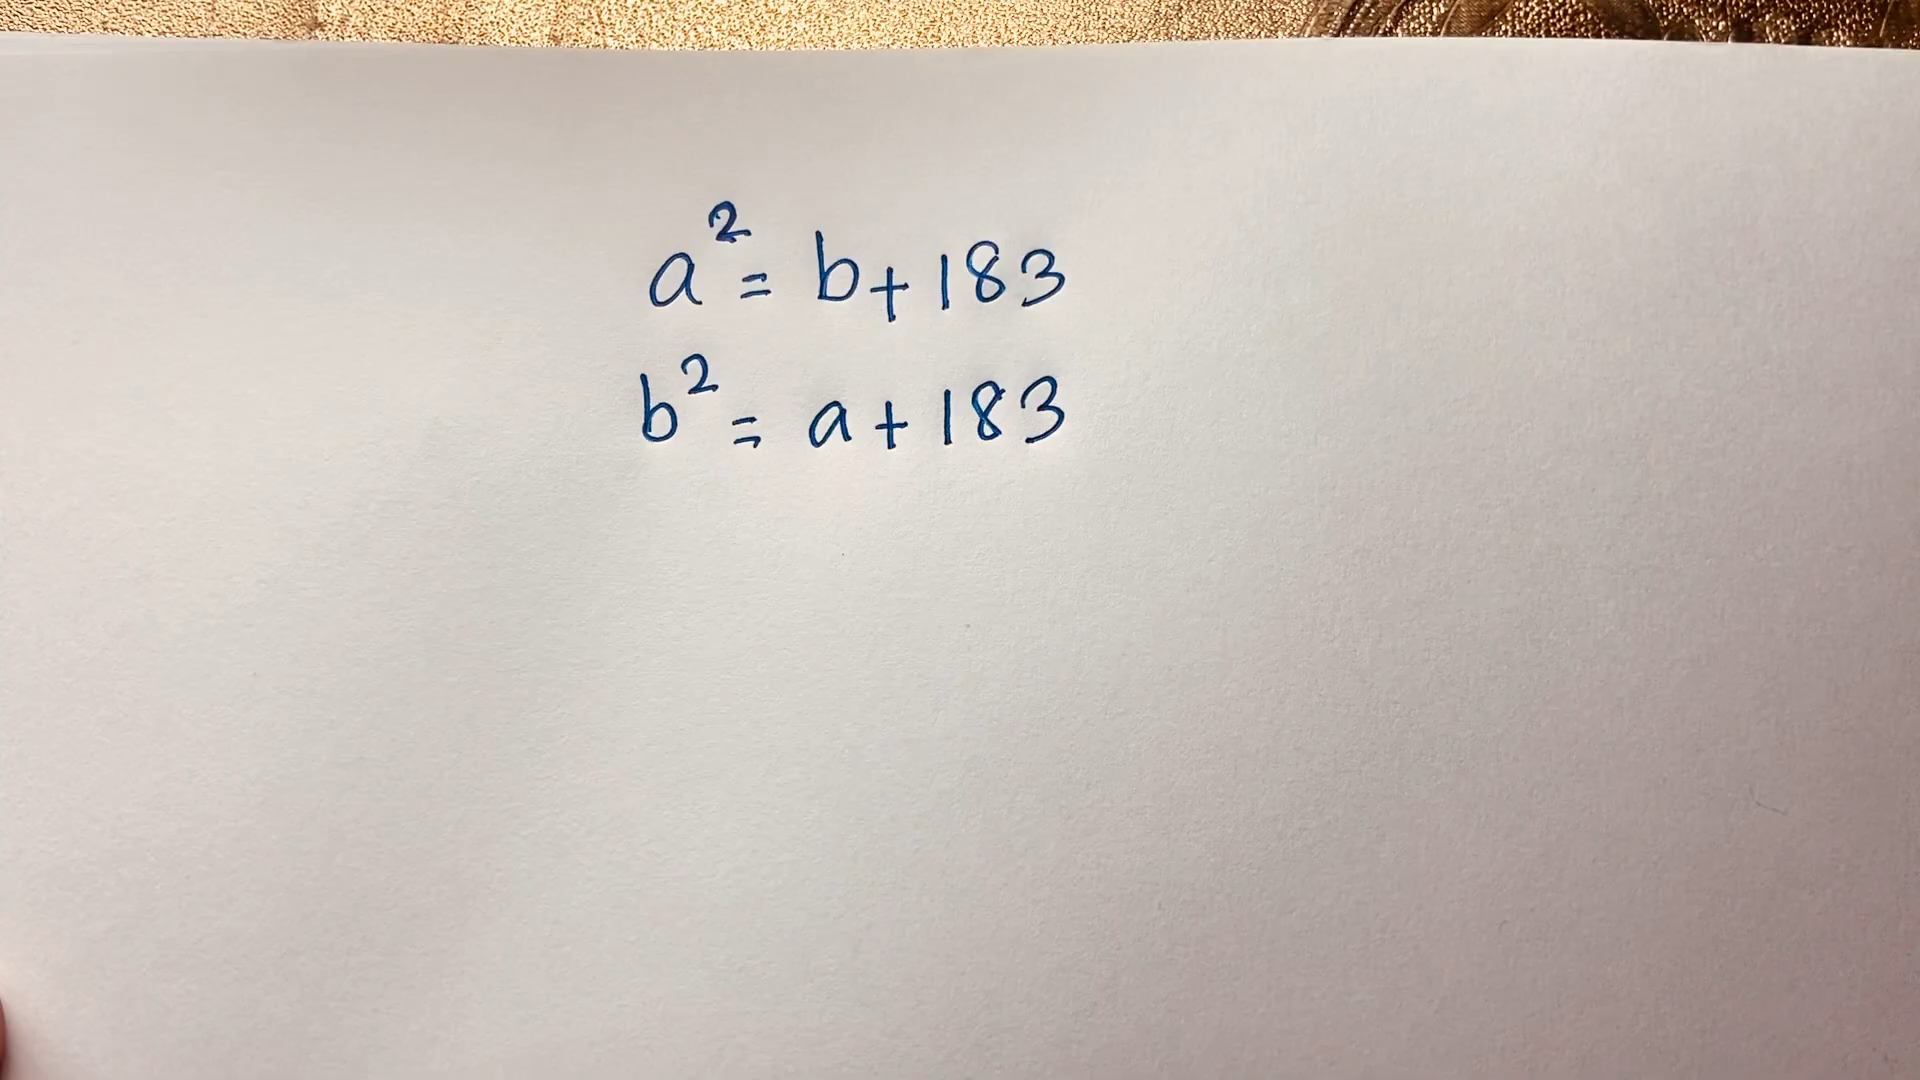 a² = b + 183
b² = a + 183